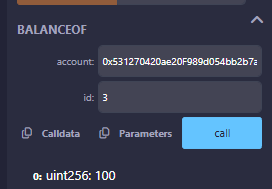 BALANCEOF
account: 0x531270420ae20F989d054bb2b7a
id: 3
Calldata Parameters call
0: uint256: 100